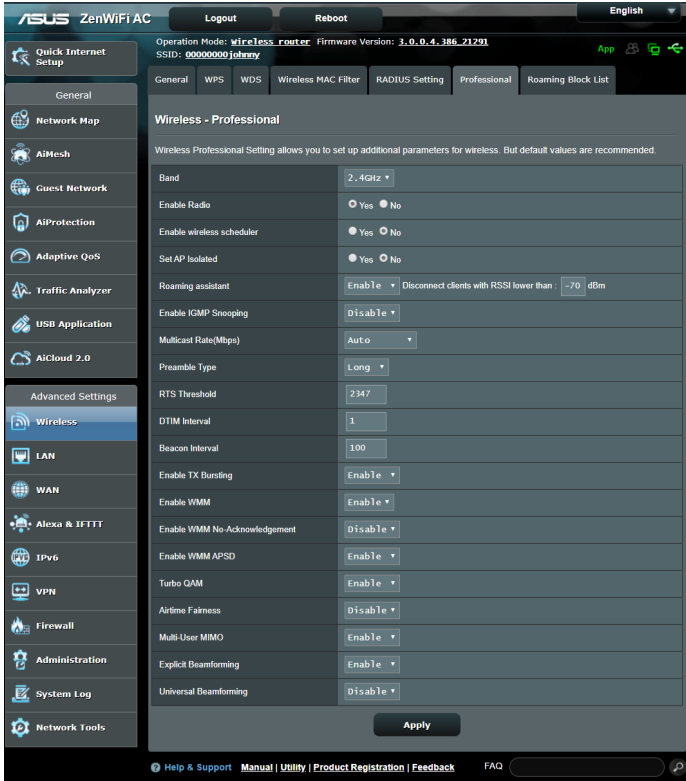 ASUS ZenWiFi AC Logout Reboot English
Quick Internet Setup
Operation Mode: Wireless router Firmware Version: 3.0.0.4.386_21291
SSID: 00000000johnny
App
General WPS WDS Wireless MAC Filter RADIUS Setting Professional Roaming Block List
General
Network Map
AiMesh
Guest Network
AiProtection
Adaptive QoS
Traffic Analyzer
USB Application
AiCloud 2.0
Advanced Settings
Wireless
LAN
WAN
Alexa & IFTTT
IPv6
VPN
Firewall
Administration
System Log
Network Tools
Wireless - Professional
Wireless Professional Setting allows you to set up additional parameters for wireless. But default values are recommended.
Band 2.4GHz
Enable Radio Yes No
Enable wireless scheduler Yes No
Set AP Isolated Yes No
Roaming assistant Enable Disconnect clients with RSSI lower than : -70 dBm
Enable IGMP Snooping Disable
Multicast Rate(Mbps) Auto
Preamble Type Long
RTS Threshold 2347
DTIM Interval 1
Beacon Interval 100
Enable TX Bursting Enable
Enable WMM Enable
Enable WMM No-Acknowledgement Disable
Enable WMM APSD Enable
Turbo QAM Enable
Airtime Fairness Disable
Multi-User MIMO Enable
Explicit Beamforming Enable
Universal Beamforming Disable
Apply
Help & Support Manual | Utility | Product Registration | Feedback FAQ